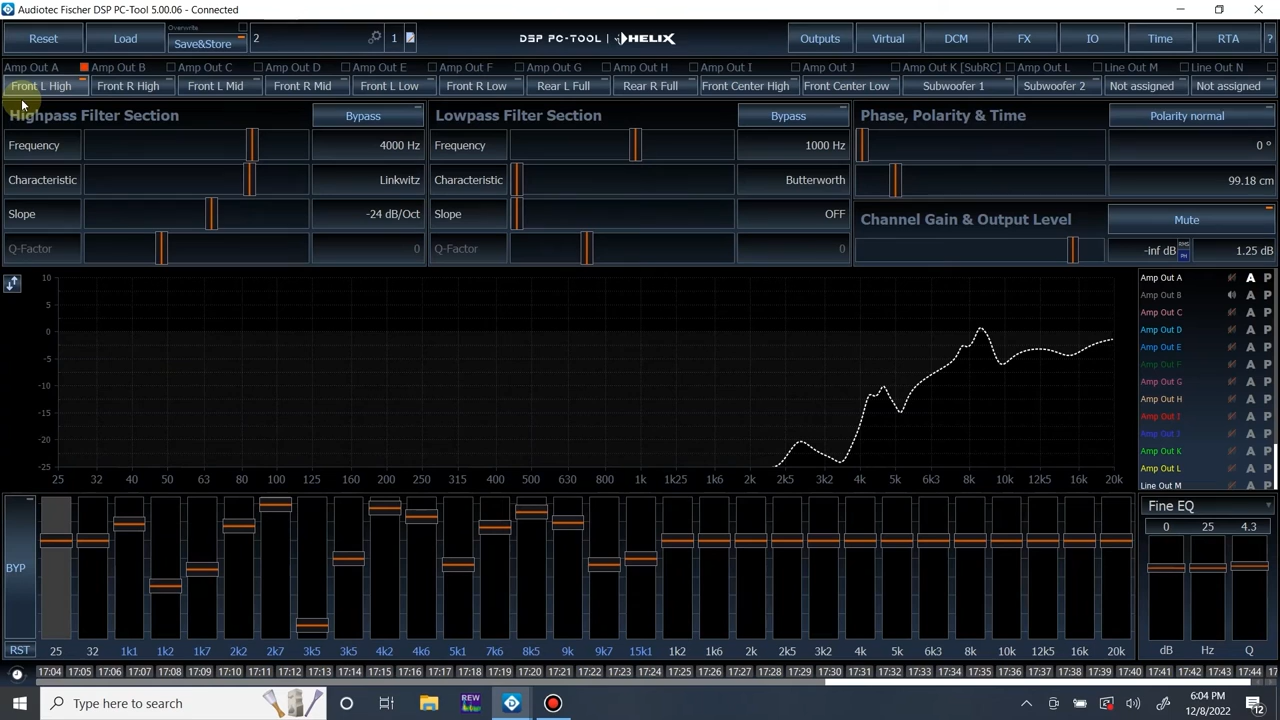 Audiotec Fischer DSP PC-Tool 5.00.06 - Connected
Reset
Load
Overwrite
Save&Store
2
1
DSP PC-TOOL | HELIX
Outputs
Virtual
DCM
FX
IO
Time
RTA
?
Amp Out A
Amp Out B
Amp Out C
Amp Out D
Amp Out E
Amp Out F
Amp Out G
Amp Out H
Amp Out I
Amp Out J
Amp Out K [SubRC]
Amp Out L
Line Out M
Line Out N
Front L High
Front R High
Front L Mid
Front R Mid
Front L Low
Front R Low
Rear L Full
Rear R Full
Front Center High
Front Center Low
Subwoofer 1
Subwoofer 2
Not assigned
Not assigned
Highpass Filter Section
Bypass
Frequency
4000 Hz
Characteristic
Linkwitz
Slope
-24 dB/Oct
Q-Factor
0
Lowpass Filter Section
Bypass
Frequency
1000 Hz
Characteristic
Butterworth
Slope
OFF
Q-Factor
0
Phase, Polarity & Time
Polarity normal
0 °
99.18 cm
Channel Gain & Output Level
Mute
-inf dB
RMS
PH
1.25 dB
10
5
0
-5
-10
-15
-20
-25
25 32 40 50 63 80 100 125 160 200 250 315 400 500 630 800 1k 1k25 1k6 2k 2k5 3k2 4k 5k 6k3 8k 10k 12k5 16k 20k
Amp Out A A P
Amp Out B A P
Amp Out C A P
Amp Out D A P
Amp Out E A P
Amp Out F A P
Amp Out G A P
Amp Out H A P
Amp Out I A P
Amp Out J A P
Amp Out K A P
Amp Out L A P
Line Out M A P
BYP
RST
25 32 1k1 1k2 1k7 2k2 2k7 3k5 3k5 4k2 4k6 5k1 7k6 8k5 9k 9k7 15k1 1k2 1k6 2k 2k5 3k2 4k 5k 6k3 8k 10k 12k5 16k 20k
Fine EQ
0 25 4.3
dB Hz Q
17:04 17:05 17:06 17:07 17:08 17:09 17:10 17:11 17:12 17:13 17:14 17:15 17:16 17:17 17:18 17:19 17:20 17:21 17:22 17:23 17:24 17:25 17:26 17:27 17:28 17:29 17:30 17:31 17:32 17:33 17:34 17:35 17:36 17:37 17:38 17:39 17:40 17:41 17:42 17:43 17:44
Type here to search
REW
6:04 PM
12/8/2022